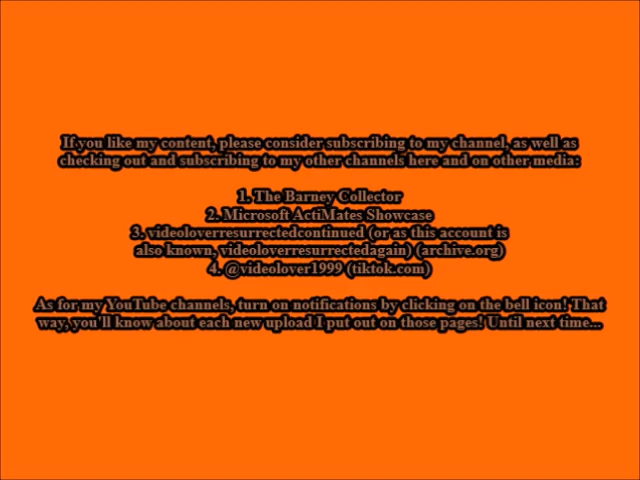 If you like my content, please consider subscribing to my channel, as well as
checking out and subscribing to my other channels here and on other media:
1. The Barney Collector
2. Microsoft ActiMates Showcase
3. videoloverresurrectedcontinued (or as this account is
also known, videoloverresurrectedagain) (archive.org)
4. @videolover1999 (tiktok.com)
As for my YouTube channels, turn on notifications by clicking on the bell icon! That
way, you'll know about each new upload I put out on those pages! Until next time...